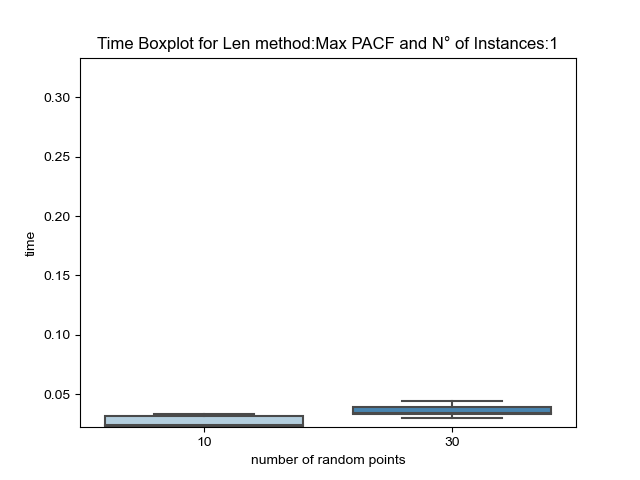 Time Boxplot for Len method:Max PACF and N° of Instances:1
0.30
0.25
0.20
0.15
0.10
0.05
time
10 30
number of random points